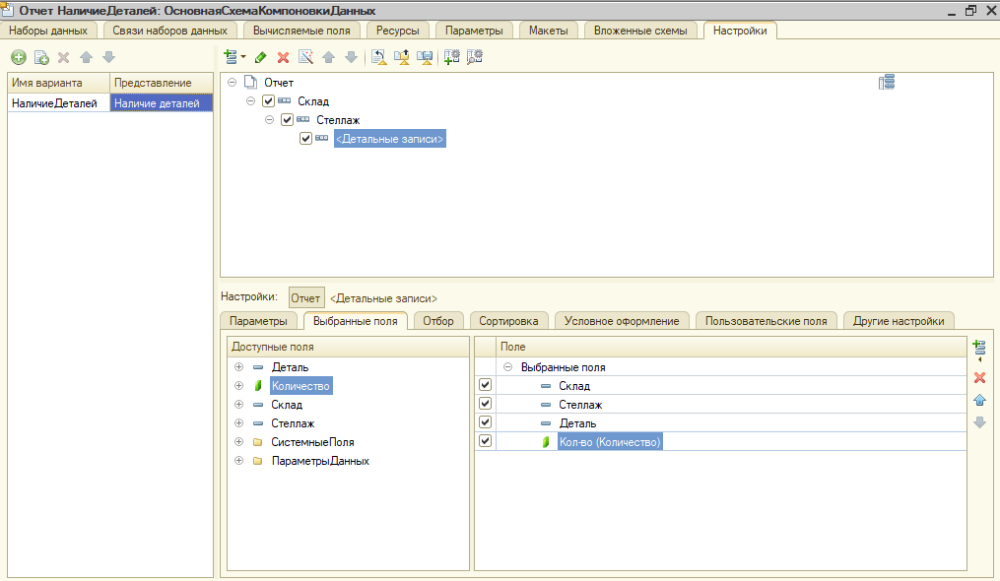 Отчет НаличиеДеталей: ОсновнаяСхемаКомпоновкиДанных
Наборы данных Связи наборов данных Вычисляемые поля Ресурсы Параметры Макеты Вложенные схемы Настройки
Имя варианта Представление
НаличиеДеталей Наличие деталей
Отчет
Склад
Стеллаж
<Детальные записи>
Настройки: Отчет <Детальные записи>
Параметры Выбранные поля Отбор Сортировка Условное оформление Пользовательские поля Другие настройки
Доступные поля
Деталь
Количество
Склад
Стеллаж
СистемныеПоля
ПараметрыДанных
Поле
Выбранные поля
Склад
Стеллаж
Деталь
Кол-во (Количество)